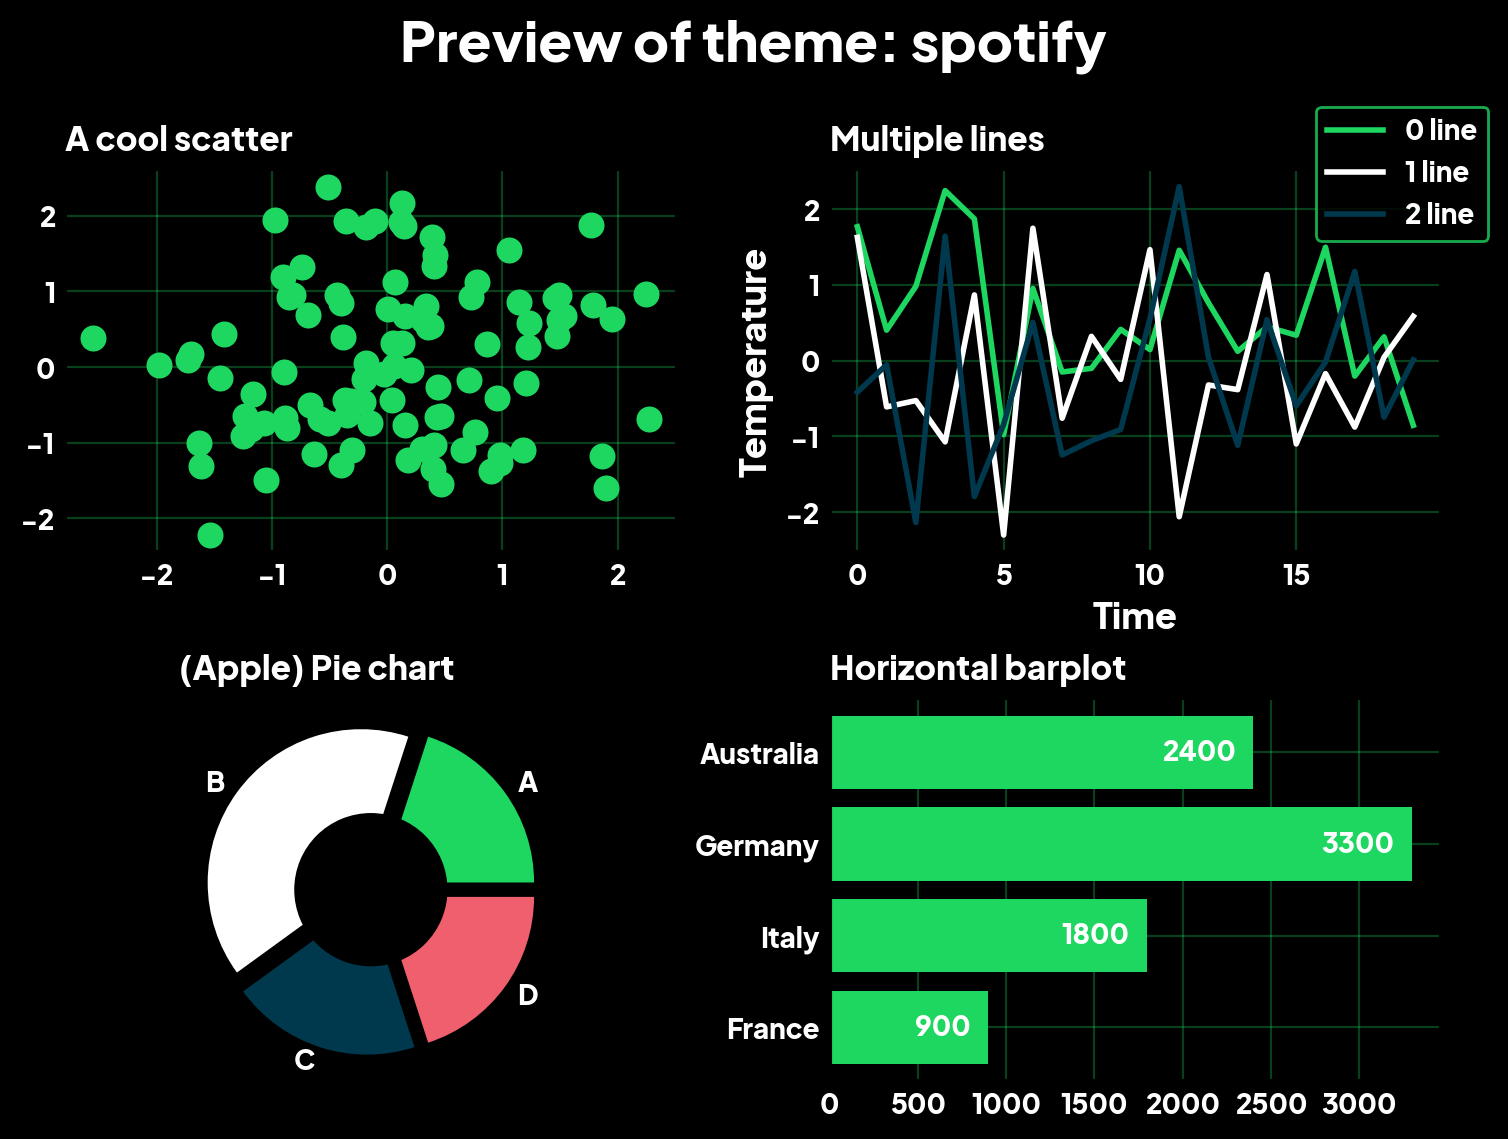 Preview of theme: spotify
A cool scatter
2
1
0
−1
−2
−2 −1 0 1 2
Multiple lines
0 line
1 line
2 line
Temperature
2
1
0
−1
−2
0 5 10 15
Time
(Apple) Pie chart
B
A
D
C
Horizontal barplot
Australia 2400
Germany 3300
Italy 1800
France 900
0 500 1000 1500 2000 2500 3000